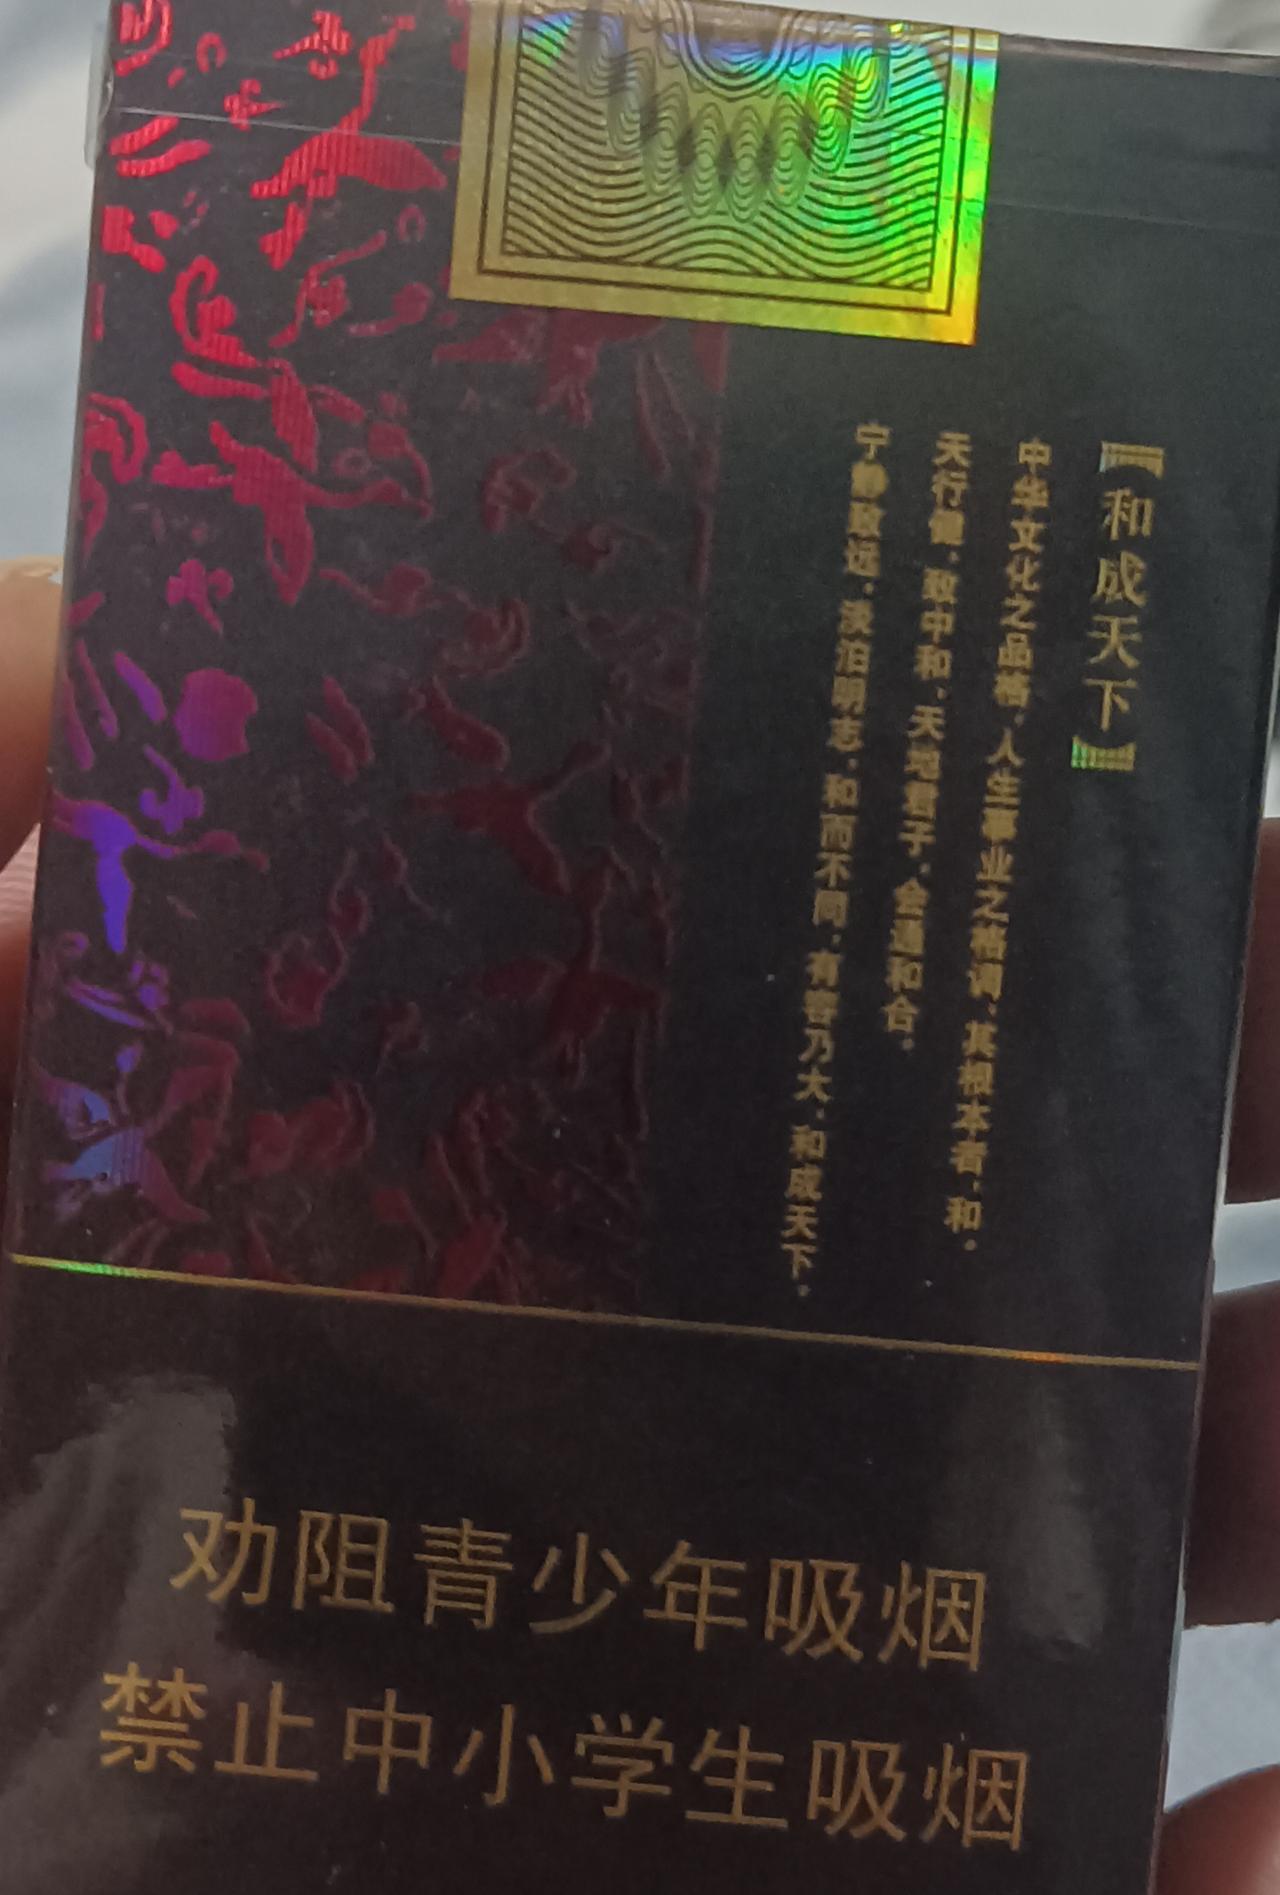 【和成天下】
中华文化之品格，人生事业之格调，其根本者，和。
天行健，致中和，天地君子，会通和合。
宁静致远，淡泊明志，和而不同，有容乃大，和成天下。
劝阻青少年吸烟
禁止中小学生吸烟